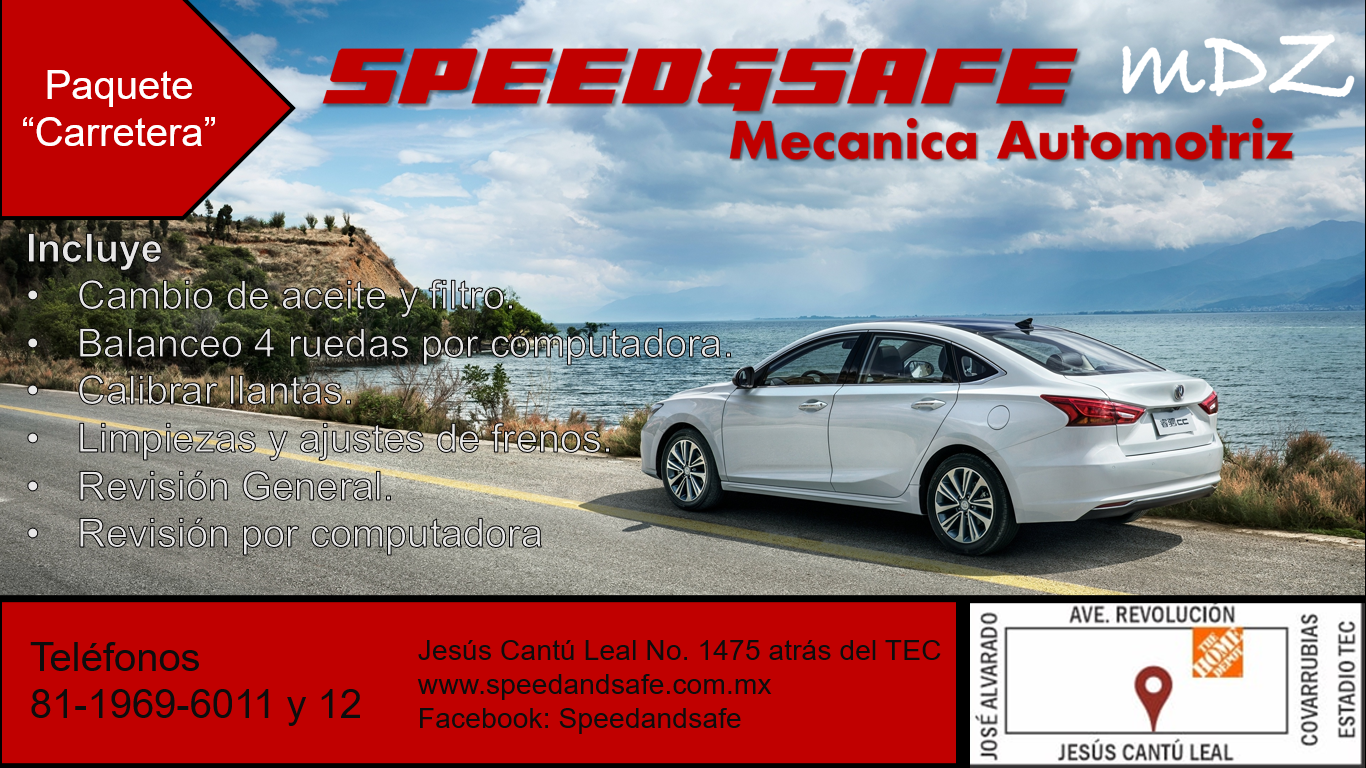 Paquete
“Carretera”
SPEED&SAFE MDZ
Mecanica Automotriz
Incluye
• Cambio de aceite y filtro.
• Balanceo 4 ruedas por computadora.
• Calibrar llantas.
• Limpiezas y ajustes de frenos.
• Revisión General.
• Revisión por computadora
Teléfonos
81-1969-6011 y 12
Jesús Cantú Leal No. 1475 atrás del TEC
www.speedandsafe.com.mx
Facebook: Speedandsafe
AVE. REVOLUCIÓN
JOSÉ ALVARADO
THE
HOME
DEPOT
COVARRUBIAS
ESTADIO TEC
JESÚS CANTÚ LEAL